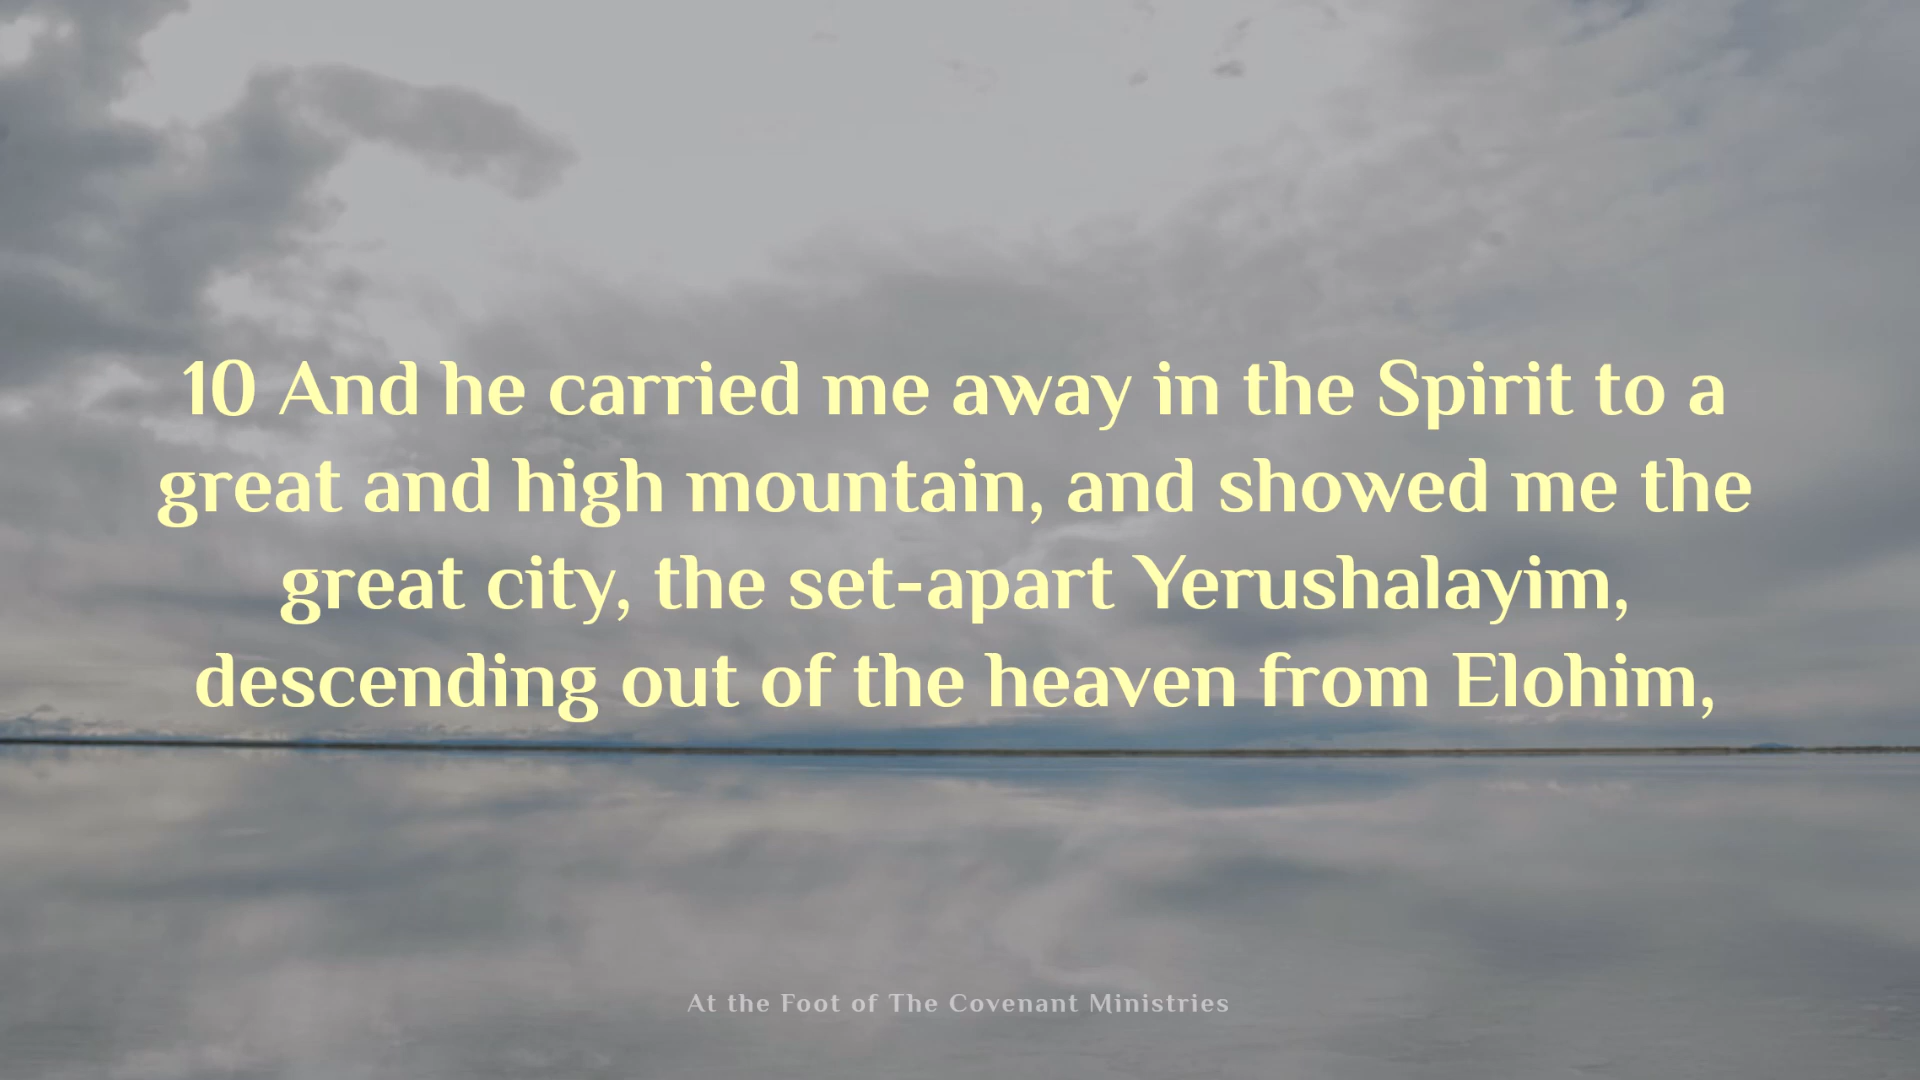 10 And he carried me away in the Spirit to a
great and high mountain, and showed me the
great city, the set-apart Yerushalayim,
descending out of the heaven from Elohim,
At the Foot of The Covenant Ministries